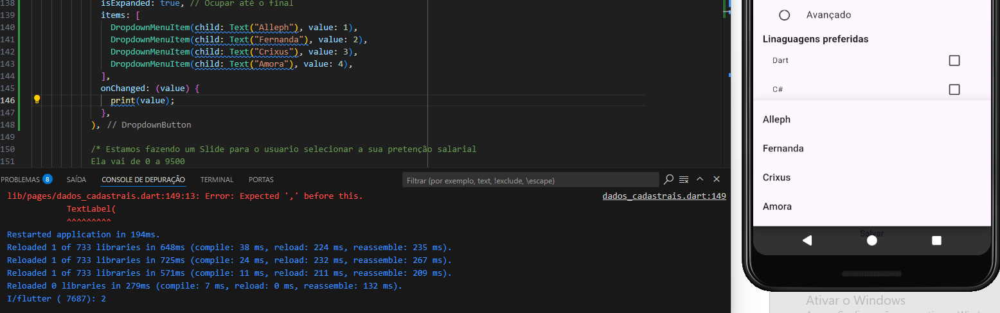 138 isExpanded: true, // Ocupar até o final
139 items: [
140 DropdownMenuItem(child: Text("Alleph"), value: 1),
141 DropdownMenuItem(child: Text("Fernanda"), value: 2),
142 DropdownMenuItem(child: Text("Crixus"), value: 3),
143 DropdownMenuItem(child: Text("Amora"), value: 4),
144 ],
145 onChanged: (value) {
146 print(value);
147 },
148 ), // DropdownButton
149
150 /* Estamos fazendo um Slide para o usuario selecionar a sua pretenção salarial
151 Ela vai de 0 a 9500
PROBLEMAS 8 SAÍDA CONSOLE DE DEPURAÇÃO TERMINAL PORTAS
Filtrar (por exemplo, text, !exclude, \escape)
lib/pages/dados_cadastrais.dart:149:13: Error: Expected ',' before this. dados_cadastrais.dart:149
TextLabel(
^^^^^^^^^
Restarted application in 194ms.
Reloaded 1 of 733 libraries in 648ms (compile: 38 ms, reload: 224 ms, reassemble: 235 ms).
Reloaded 1 of 733 libraries in 725ms (compile: 24 ms, reload: 232 ms, reassemble: 267 ms).
Reloaded 1 of 733 libraries in 571ms (compile: 11 ms, reload: 211 ms, reassemble: 209 ms).
Reloaded 0 libraries in 279ms (compile: 7 ms, reload: 0 ms, reassemble: 132 ms).
I/flutter ( 7687): 2
Avançado
Linaguagens preferidas
Dart
C#
Alleph
Fernanda
Crixus
Amora
Salvar
Ativar o Windows